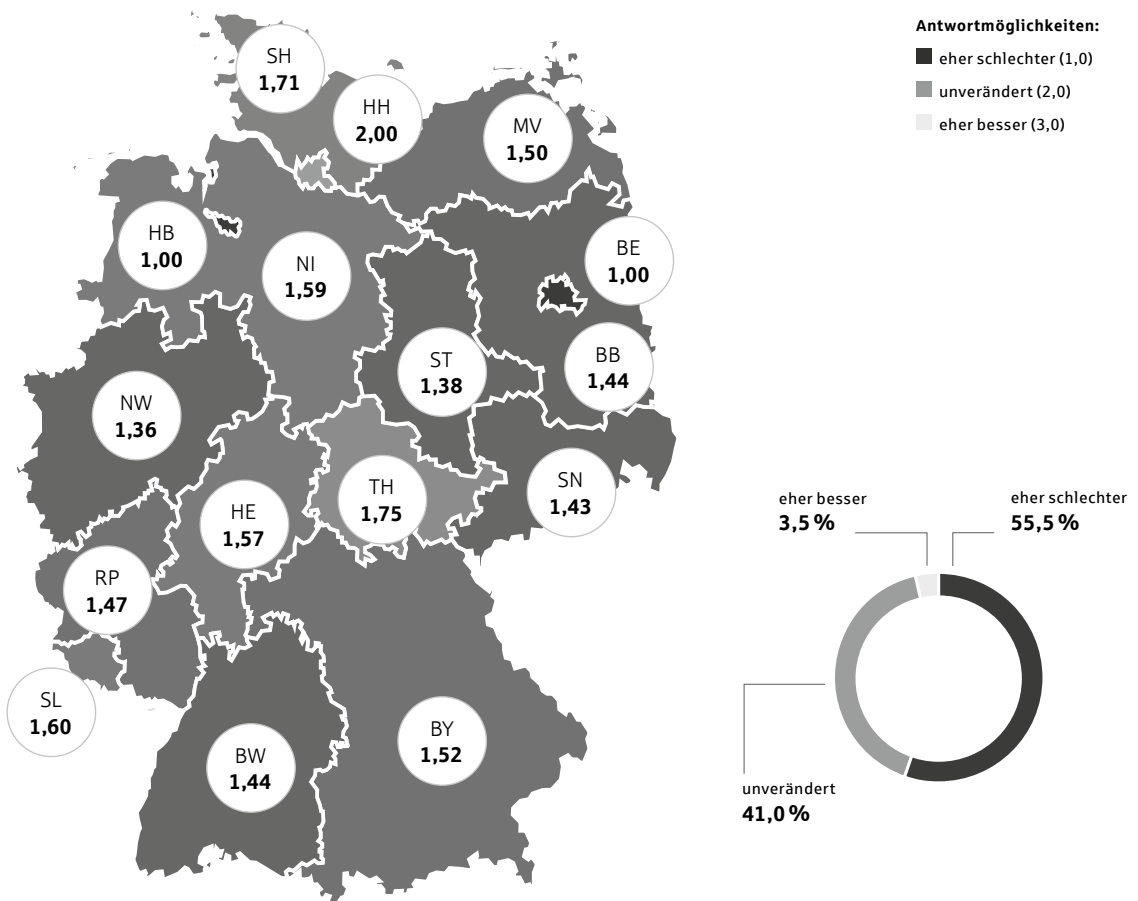 Antwortmöglichkeiten:
eher schlechter (1,0)
unverändert (2,0)
eher besser (3,0)
SH
1,71
HH
2,00
MV
1,50
HB
1,00
NI
1,59
BE
1,00
ST
1,38
BB
1,44
NW
1,36
HE
1,57
TH
1,75
SN
1,43
RP
1,47
SL
1,60
BW
1,44
BY
1,52
eher besser
3,5 %
eher schlechter
55,5 %
unverändert
41,0 %